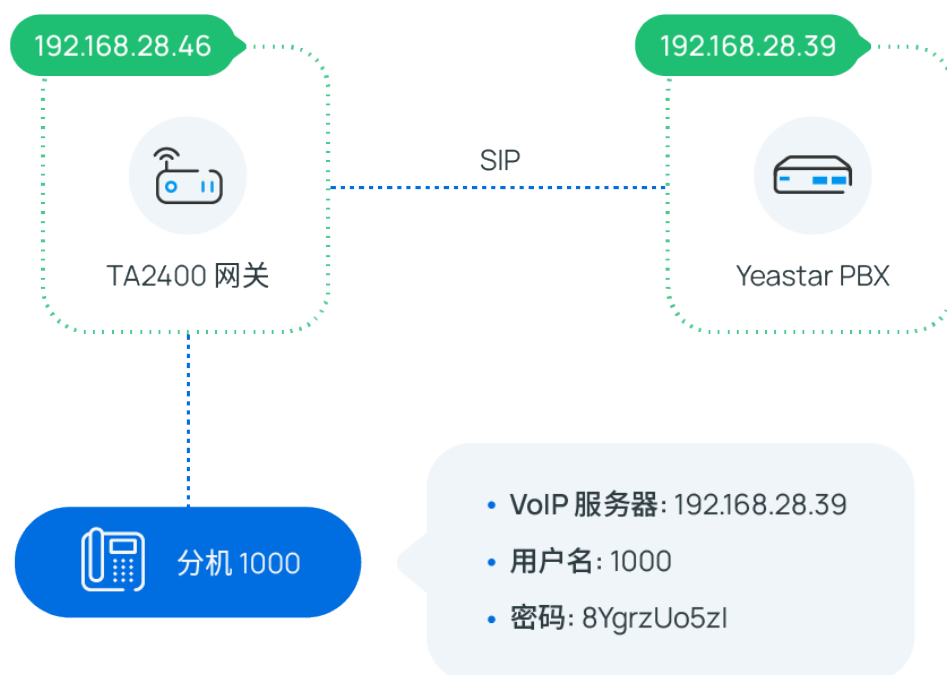 192.168.28.46
192.168.28.39
SIP
TA2400 网关
Yeastar PBX
• VoIP 服务器: 192.168.28.39
• 用户名: 1000
分机 1000
• 密码: 8YgrzUo5zI